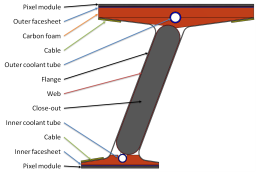 Pixel module
Outer facesheet
Carbon foam
Cable
Outer coolant tube
Flange
Web
Close-out
Inner coolant tube
Cable
Inner facesheet
Pixel module